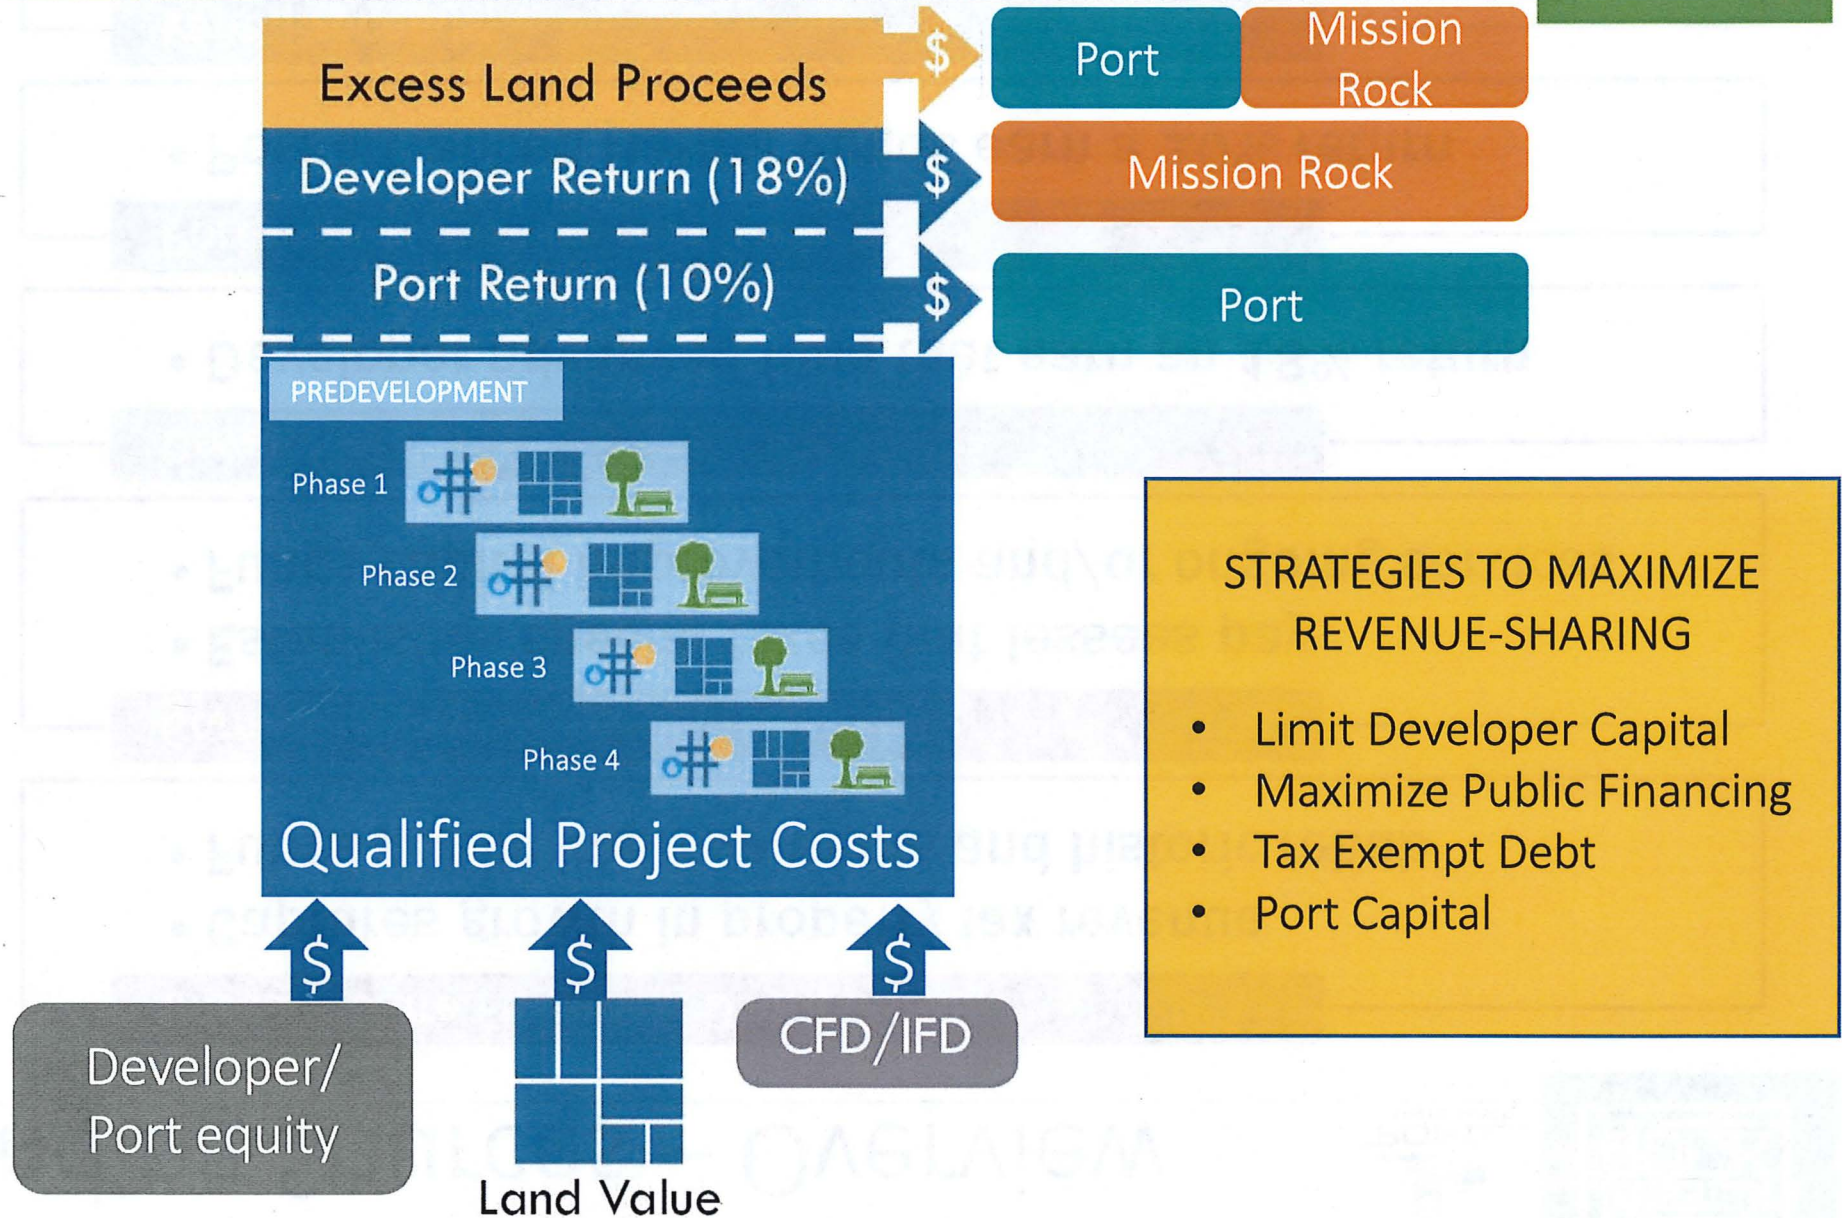 Excess Land Proceeds
$
Port
Mission
Rock
Developer Return (18%)
$
Mission Rock
Port Return (10%)
$
Port
PREDEVELOPMENT
Phase 1
Phase 2
Phase 3
Phase 4
Qualified Project Costs
$
$
$
Developer/
Port equity
Land Value
CFD/IFD
STRATEGIES TO MAXIMIZE
REVENUE-SHARING
• Limit Developer Capital
• Maximize Public Financing
• Tax Exempt Debt
• Port Capital